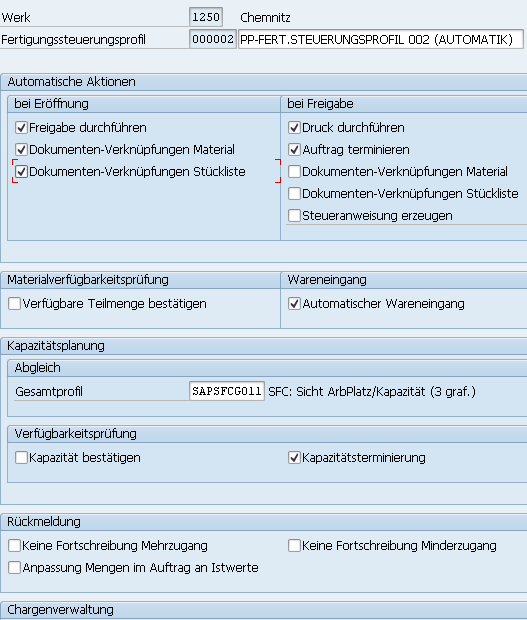 Werk 1250 Chemnitz
Fertigungssteuerungsprofil 000002 PP-FERT.STEUERUNGSPROFIL 002 (AUTOMATIK)
Automatische Aktionen
bei Eröffnung
Freigabe durchführen
Dokumenten-Verknüpfungen Material
Dokumenten-Verknüpfungen Stückliste
bei Freigabe
Druck durchführen
Auftrag terminieren
Dokumenten-Verknüpfungen Material
Dokumenten-Verknüpfungen Stückliste
Steueranweisung erzeugen
Materialverfügbarkeitsprüfung
Verfügbare Teilmenge bestätigen
Wareneingang
Automatischer Wareneingang
Kapazitätsplanung
Abgleich
Gesamtprofil SAPSFCG011 SFC: Sicht ArbPlatz/Kapazität (3 graf.)
Verfügbarkeitsprüfung
Kapazität bestätigen Kapazitätsterminierung
Rückmeldung
Keine Fortschreibung Mehrzugang Keine Fortschreibung Minderzugang
Anpassung Mengen im Auftrag an Istwerte
Chargenverwaltung